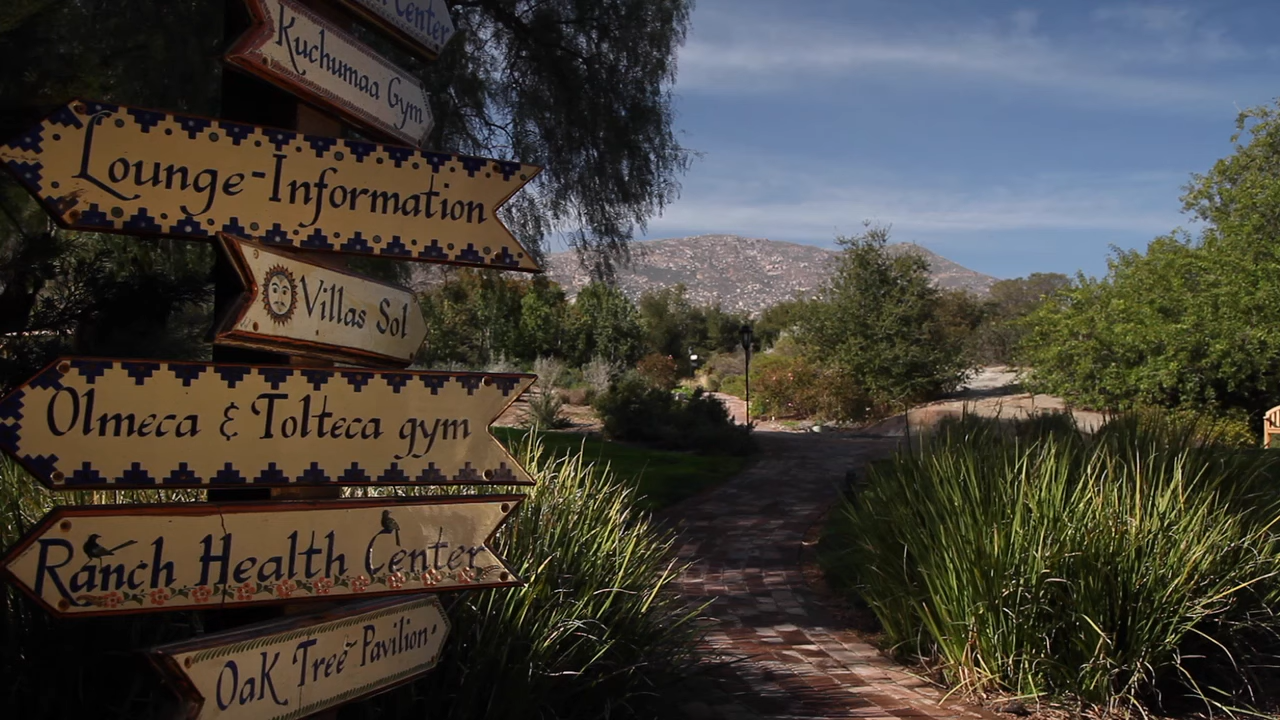 Center
Kuchumaa Gym
Lounge-Information
Villas Sol
Olmeca & Tolteca gym
Ranch Health Center
Oak Tree Pavilion